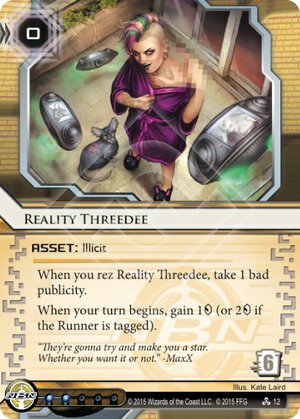 0
REALITY THREEDEE
ASSET: Illicit
When you rez Reality Threedee, take 1 bad
publicity.
When your turn begins, gain 1 (or 2 if
the Runner is tagged).
"They're gonna try and make you a star.
Whether you want it or not." -MaxX
6
Illus. Kate Laird
NBN
© 2015 Wizards of the Coast LLC. © 2015 FFG 12